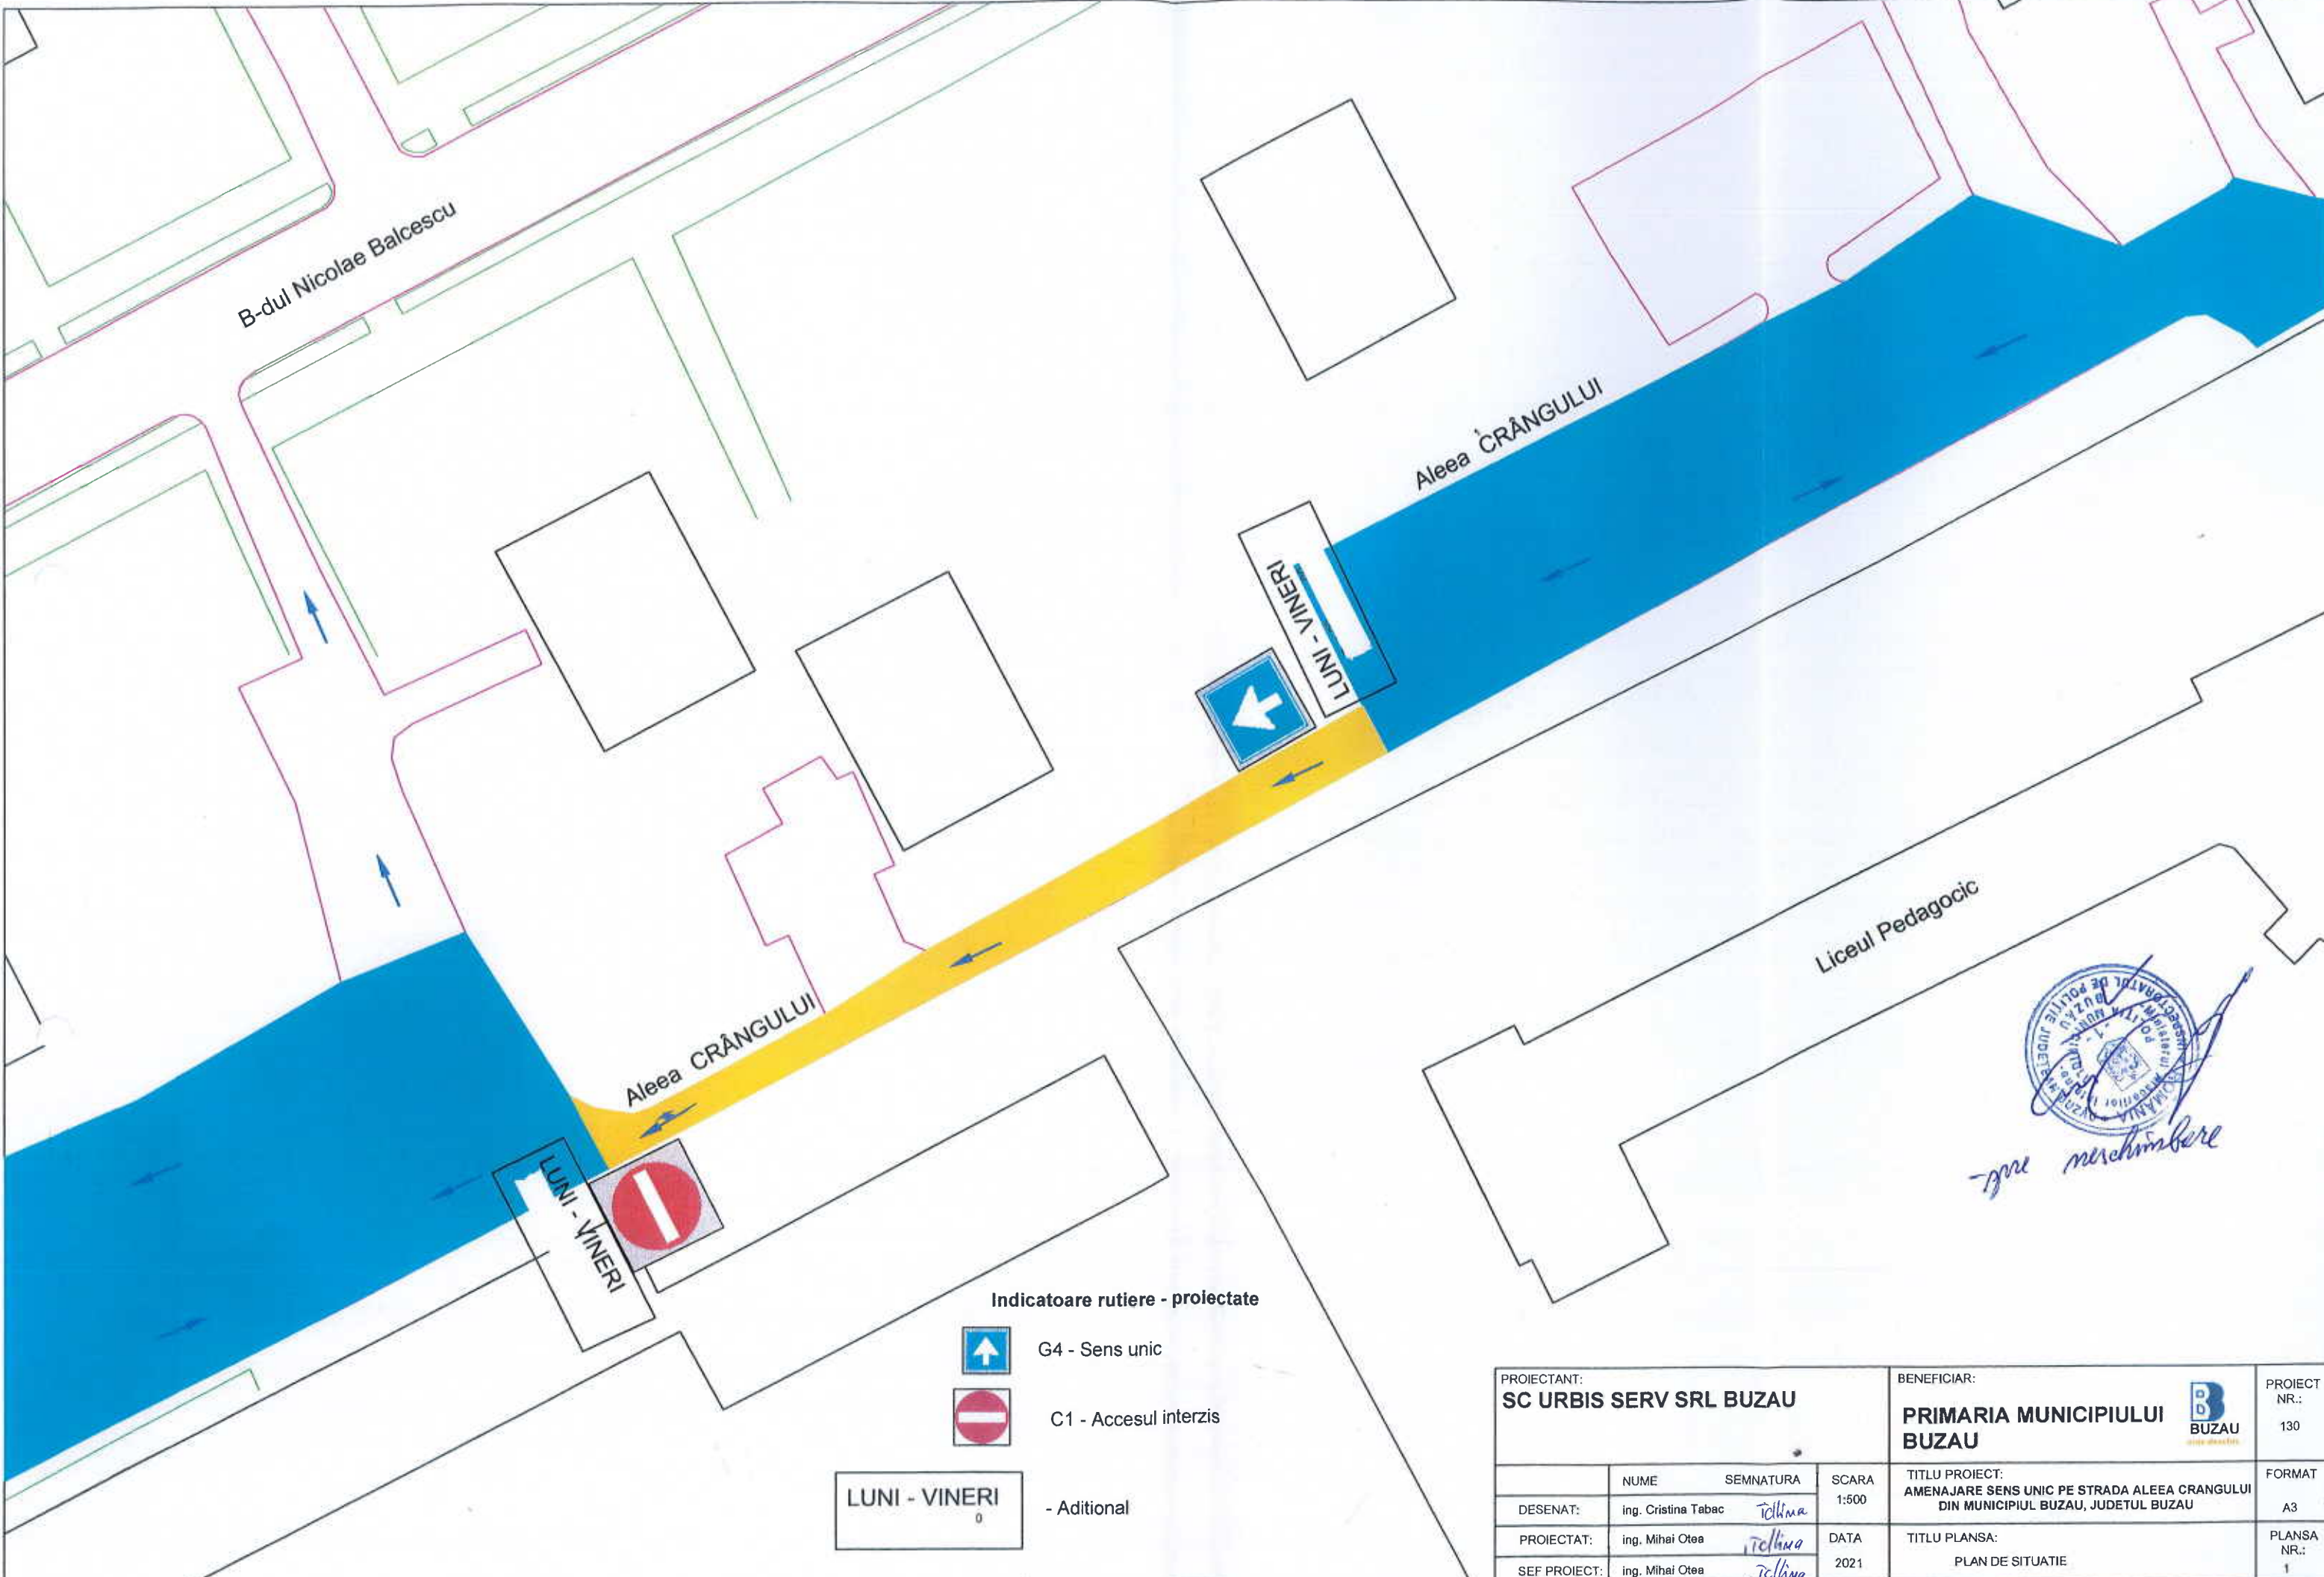 B-dul Nicolae Balcescu
Aleea CRÂNGULUI
LUNI - VINERI
Aleea CRÂNGULUI
LUNI - VINERI
Liceul Pedagocic
-spre neschimbare
Indicatoare rutiere - proiectate
G4 - Sens unic
C1 - Accesul interzis
LUNI - VINERI
0
- Aditional
PROIECTANT:
SC URBIS SERV SRL BUZAU
BENEFICIAR:
PRIMARIA MUNICIPIULUI
BUZAU
BUZAU
PROIECT
NR.:
130
NUME
SEMNATURA
SCARA
1:500
TITLU PROIECT:
AMENAJARE SENS UNIC PE STRADA ALEEA CRANGULUI
DIN MUNICIPIUL BUZAU, JUDETUL BUZAU
FORMAT
A3
DESENAT:
ing. Cristina Tabac
PROIECTAT:
ing. Mihai Otea
DATA
2021
TITLU PLANSA:
PLAN DE SITUATIE
PLANSA
NR.:
1
SEF PROIECT:
ing. Mihai Otea